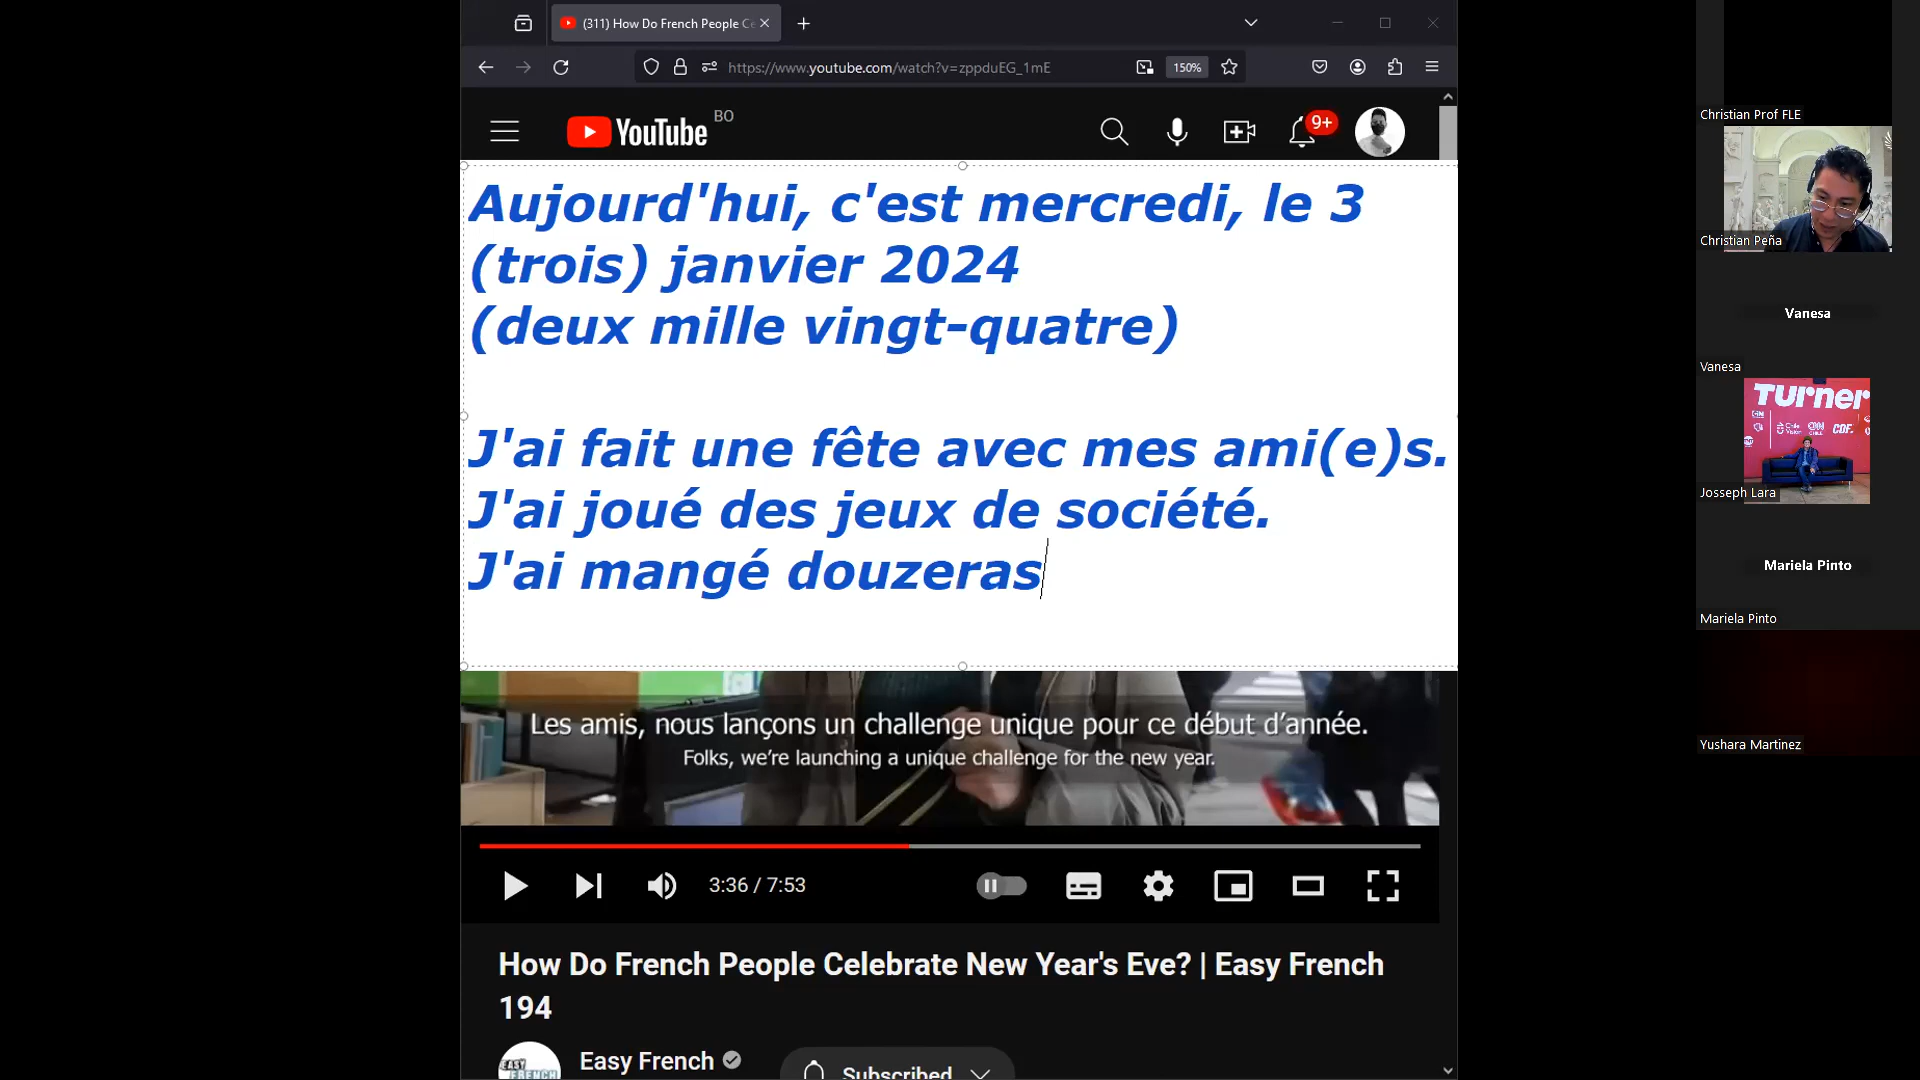 (311) How Do French People Ce
https://www.youtube.com/watch?v=zppduEG_1mE
150%
YouTube BO
9+
Aujourd'hui, c'est mercredi, le 3
(trois) janvier 2024
(deux mille vingt-quatre)
J'ai fait une fête avec mes ami(e)s.
J'ai joué des jeux de société.
J'ai mangé douzeras
Les amis, nous lançons un challenge unique pour ce début d'année.
Folks, we're launching a unique challenge for the new year.
3:36 / 7:53
How Do French People Celebrate New Year's Eve? | Easy French
194
EASY
FRENCH
Easy French
Subscribed
Christian Prof FLE
Christian Peña
Vanesa
Vanesa
Turner
CDF.
Josseph Lara
Mariela Pinto
Mariela Pinto
Yushara Martinez